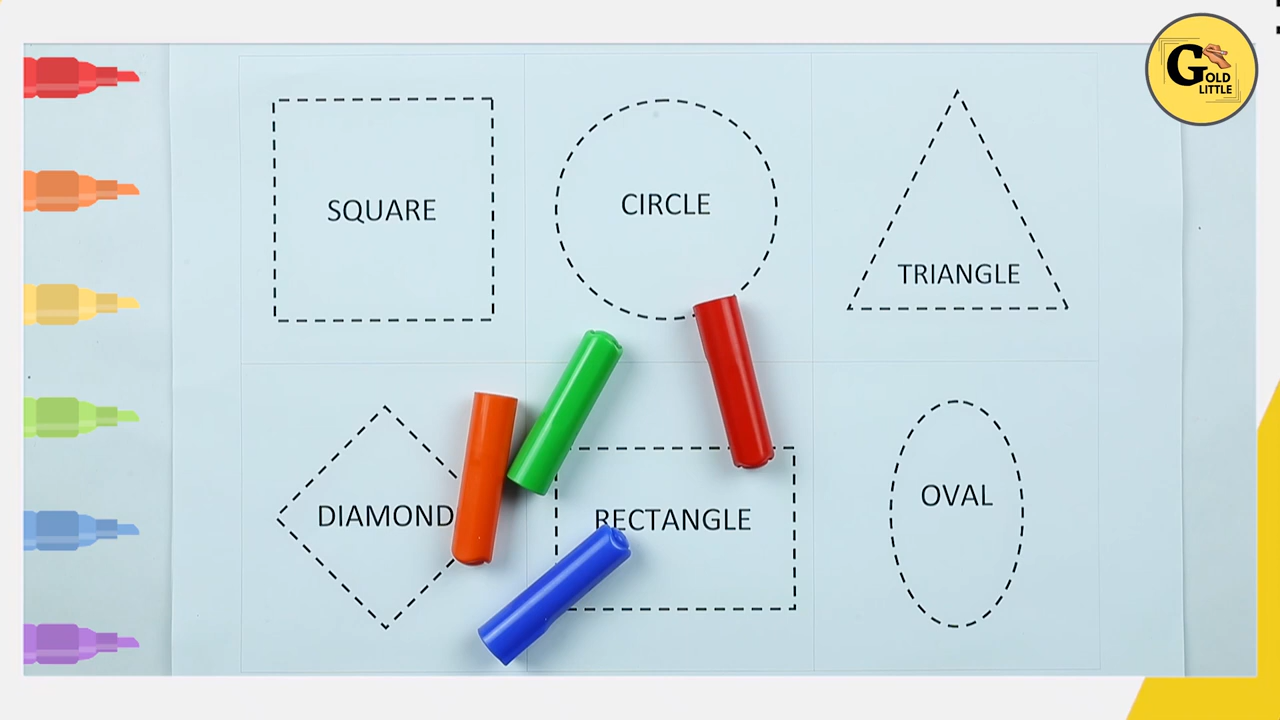 GOLD
LITTLE
SQUARE
CIRCLE
TRIANGLE
DIAMOND
RECTANGLE
OVAL